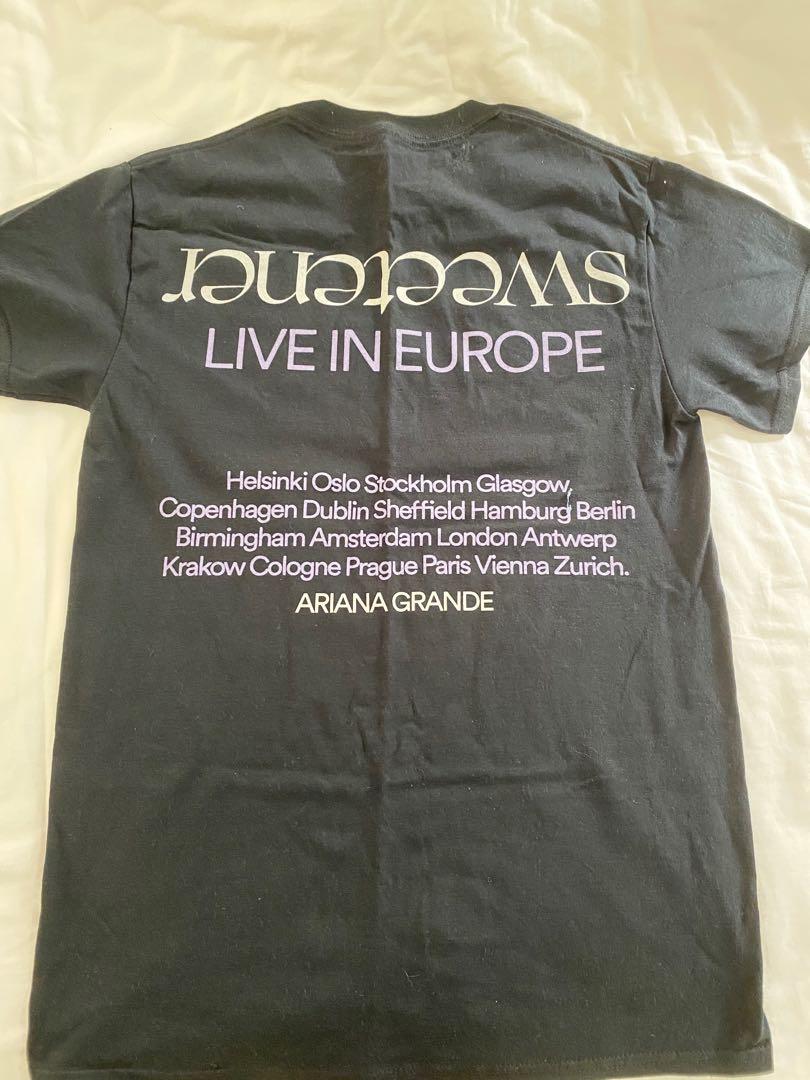 sweetener
LIVE IN EUROPE
Helsinki Oslo Stockholm Glasgow,
Copenhagen Dublin Sheffield Hamburg Berlin
Birmingham Amsterdam London Antwerp
Krakow Cologne Prague Paris Vienna Zurich.
ARIANA GRANDE